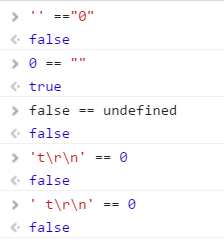 > '' =="0"
< false
> 0 == ""
< true
> false == undefined
< false
> 't\r\n' == 0
< false
> ' t\r\n' == 0
< false